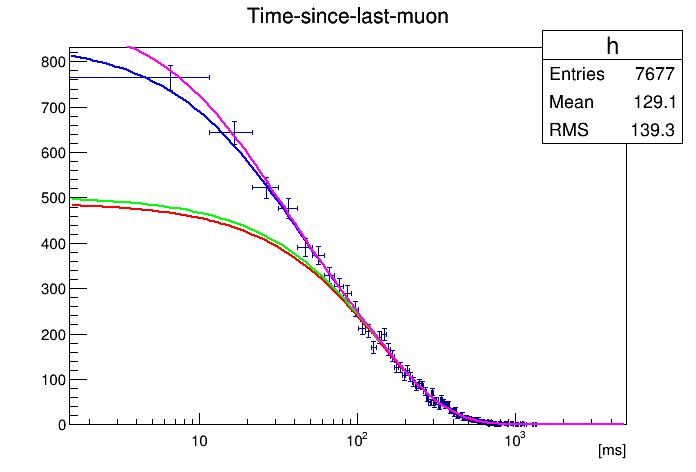 Time-since-last-muon
h
Entries 7677
Mean 129.1
RMS 139.3
800
700
600
500
400
300
200
100
0
10 10² 10³
[ms]